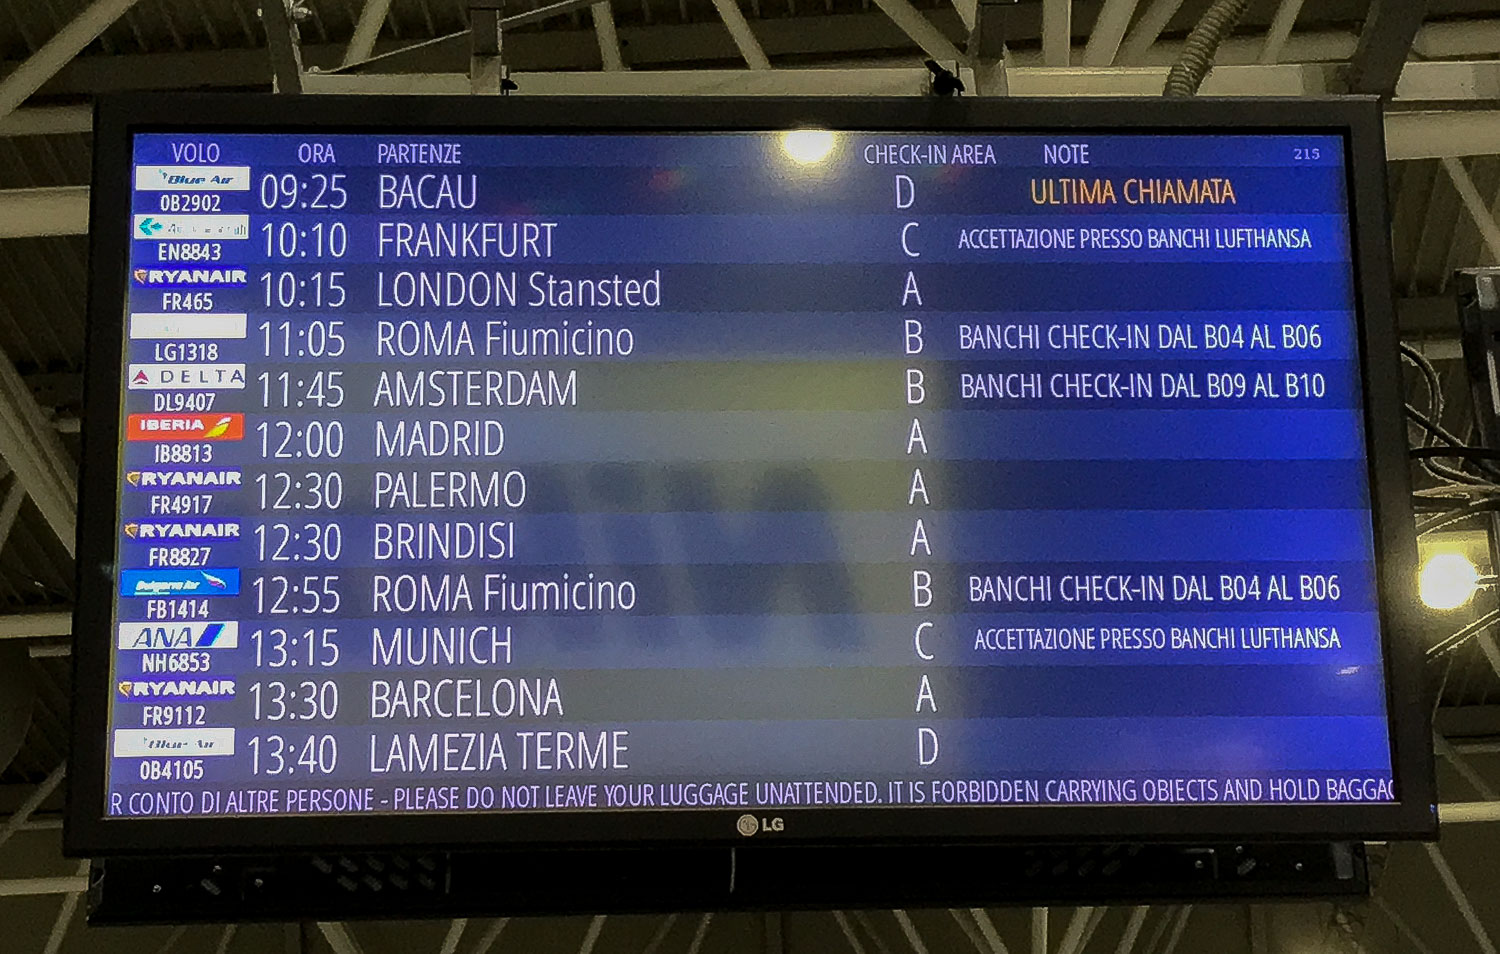 VOLO ORA PARTENZE CHECK-IN AREA NOTE 215
Blue Air 0B2902 09:25 BACAU D ULTIMA CHIAMATA
EN8843 10:10 FRANKFURT C ACCETTAZIONE PRESSO BANCHI LUFTHANSA
RYANAIR FR465 10:15 LONDON Stansted A
LG1318 11:05 ROMA Fiumicino B BANCHI CHECK-IN DAL B04 AL B06
DELTA DL9407 11:45 AMSTERDAM B BANCHI CHECK-IN DAL B09 AL B10
IBERIA IB8813 12:00 MADRID A
RYANAIR FR4917 12:30 PALERMO A
RYANAIR FR8827 12:30 BRINDISI A
Bulgaria Air FB1414 12:55 ROMA Fiumicino B BANCHI CHECK-IN DAL B04 AL B06
ANA NH6853 13:15 MUNICH C ACCETTAZIONE PRESSO BANCHI LUFTHANSA
RYANAIR FR9112 13:30 BARCELONA A
Blue Air 0B4105 13:40 LAMEZIA TERME D
R CONTO DI ALTRE PERSONE - PLEASE DO NOT LEAVE YOUR LUGGAGE UNATTENDED. IT IS FORBIDDEN CARRYING OBJECTS AND HOLD BAGGAG
LG